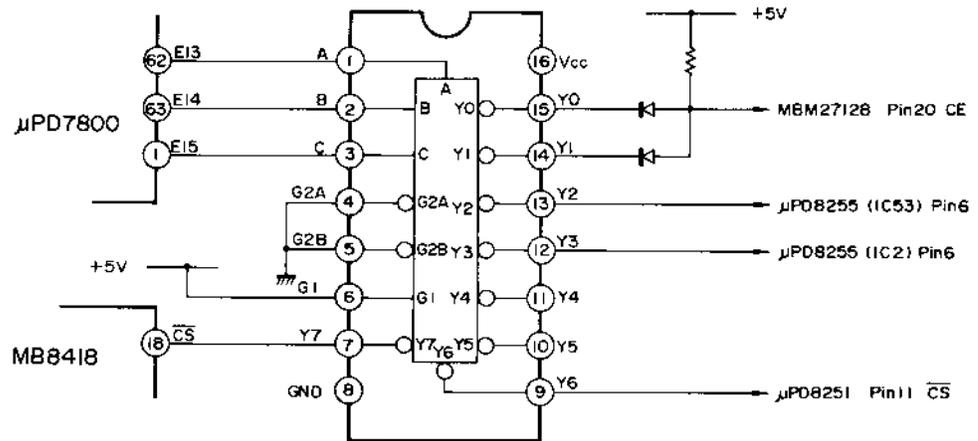 +5V
62 E13 A 1 16 Vcc
A
63 E14 B 2 B Y0 15 Y0 MBM27128 Pin20 CE
μPD7800
1 E15 C 3 C Y1 14 Y1
G2A 4 G2A Y2 13 Y2 μPD8255 (IC53) Pin6
G2B 5 G2B Y3 12 Y3 μPD8255 (IC2) Pin6
+5V
G1 6 G1 Y4 11 Y4
MB8418 18 CS Y7 7 Y7 Y6 Y5 10 Y5
GND 8 9 Y6 μPD8251 Pin11 CS